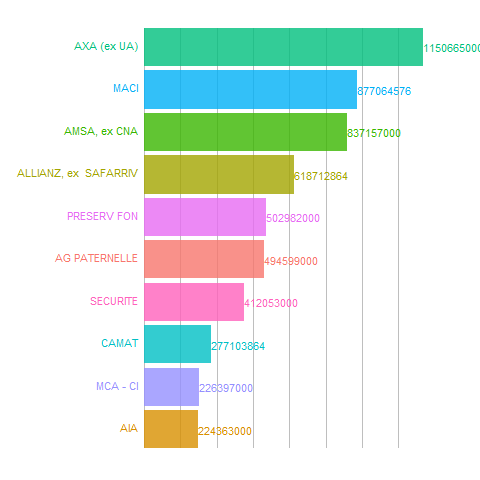 AXA (ex UA) 1150665000
MACI 877064576
AMSA, ex CNA 837157000
ALLIANZ, ex  SAFARRIV 618712864
PRESERV FON 502982000
AG PATERNELLE 494599000
SECURITE 412053000
CAMAT 277103864
MCA - CI 226397000
AIA 224363000